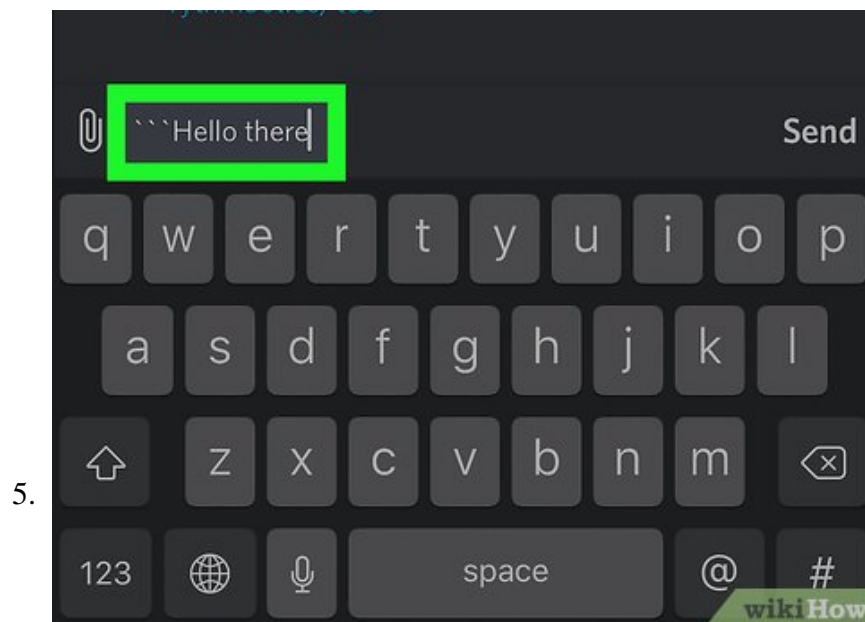 ```Hello there
Send
q w e r t y u i o p
a s d f g h j k l
z x c v b n m
5.
123 space @ #
wikiHow